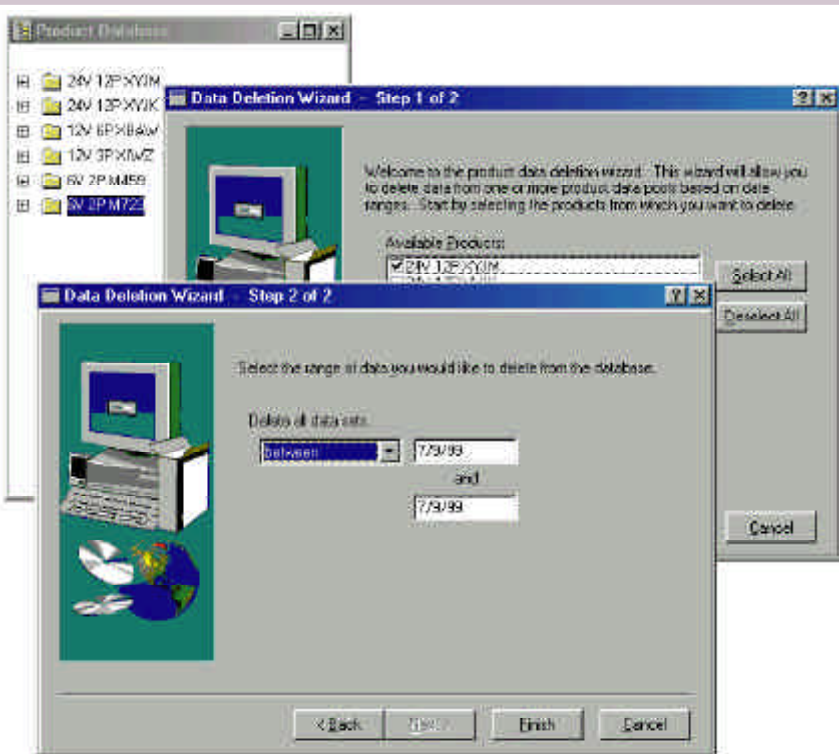 Product Database
24V 12P XYJM
24V 12P XYJK
12V 6P XBAW
6V 2P M459
6V 2P M723
Data Deletion Wizard - Step 1 of 2
Welcome to the product data deletion wizard. This wizard will allow you
to delete data from one or more product data pools based on date
ranges. Start by selecting the products from which you want to delete
Available Products:
24V 12P XYJM
Select All
Deselect All
Cancel
Data Deletion Wizard - Step 2 of 2
Select the range of data you would like to delete from the database.
Delete all data sets
between
7/9/99
and
7/9/99
< Back
Next >
Finish
Cancel